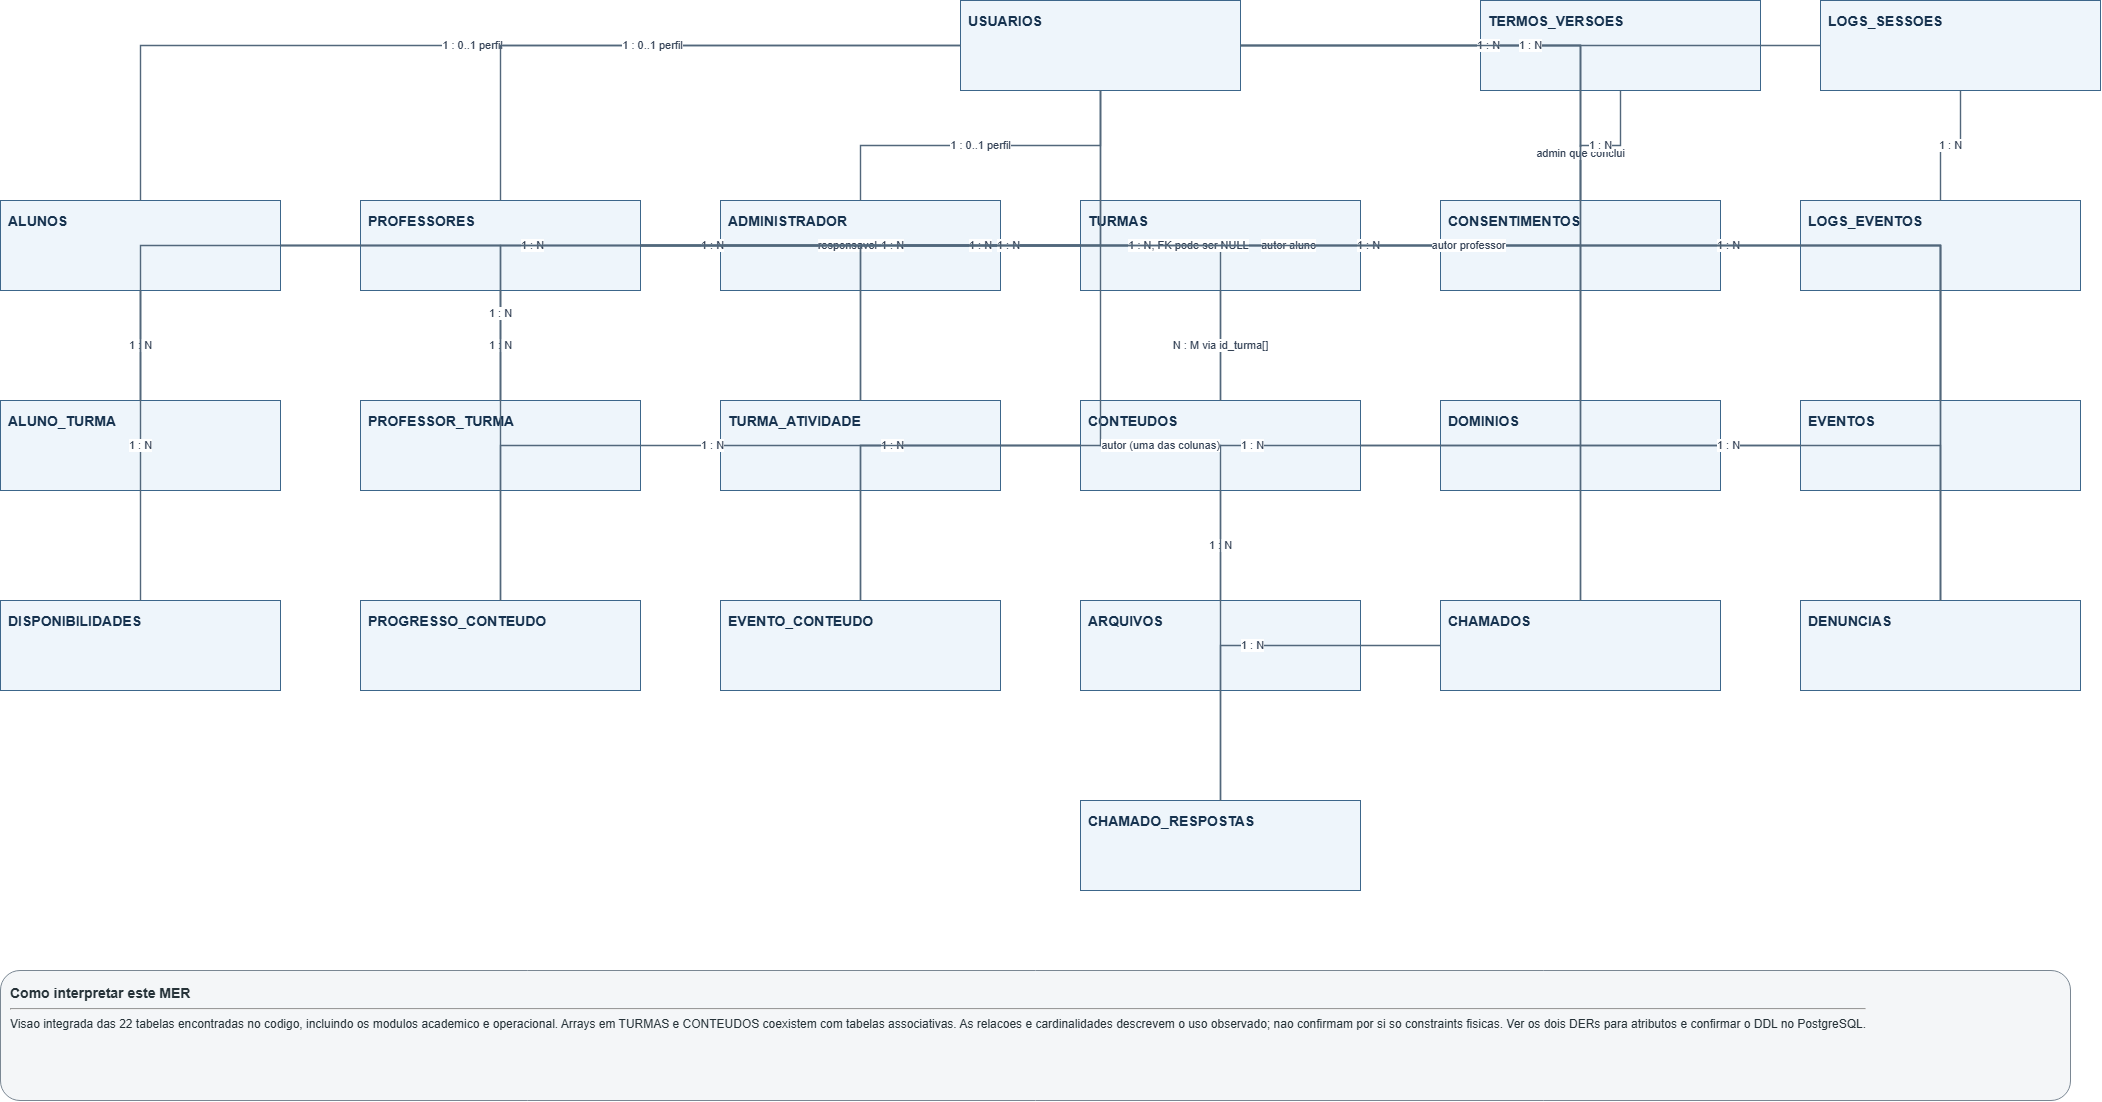 USUARIOS
TERMOS_VERSOES
LOGS_SESSOES
1 : 0..1 perfil
1 : 0..1 perfil
1 : N
1 : N
1 : 0..1 perfil
1 : N
admin que conclui
1 : N
ALUNOS
PROFESSORES
ADMINISTRADOR
TURMAS
CONSENTIMENTOS
LOGS_EVENTOS
1 : N
1 : N
responsavel
1 : N
1 : N
1 : N
1 : N, FK pode ser NULL
autor aluno
1 : N
autor professor
1 : N
1 : N
1 : N
1 : N
N : M via id_turma[]
ALUNO_TURMA
PROFESSOR_TURMA
TURMA_ATIVIDADE
CONTEUDOS
DOMINIOS
EVENTOS
1 : N
1 : N
1 : N
autor (uma das colunas)
1 : N
1 : N
1 : N
DISPONIBILIDADES
PROGRESSO_CONTEUDO
EVENTO_CONTEUDO
ARQUIVOS
CHAMADOS
DENUNCIAS
1 : N
CHAMADO_RESPOSTAS
Como interpretar este MER
Visao integrada das 22 tabelas encontradas no codigo, incluindo os modulos academico e operacional. Arrays em TURMAS e CONTEUDOS coexistem com tabelas associativas. As relacoes e cardinalidades descrevem o uso observado; nao confirmam por si so constraints fisicas. Ver os dois DERs para atributos e confirmar o DDL no PostgreSQL.